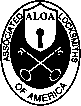 ASSOCIATED LOCKSMITHS
ALOA
OF AMERICA